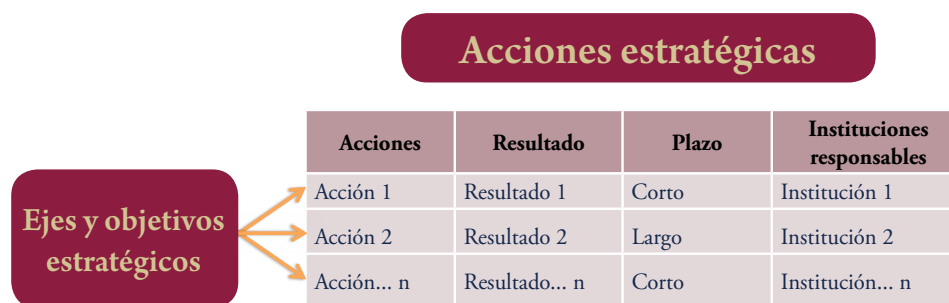 Acciones estratégicas
Acciones Resultado Plazo Instituciones
responsables
Ejes y objetivos
estratégicos
Acción 1 Resultado 1 Corto Institución 1
Acción 2 Resultado 2 Largo Institución 2
Acción... n Resultado... n Corto Institución... n